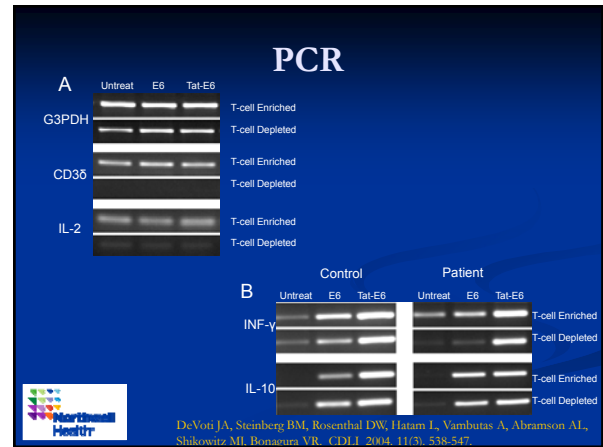 PCR
A
Untreat E6 Tat-E6
G3PDH
T-cell Enriched
T-cell Depleted
CD3δ
T-cell Enriched
T-cell Depleted
IL-2
T-cell Enriched
T-cell Depleted
Control Patient
B
Untreat E6 Tat-E6 Untreat E6 Tat-E6
INF-γ
T-cell Enriched
T-cell Depleted
IL-10
T-cell Enriched
T-cell Depleted
Northwell
Health
DeVoti JA, Steinberg BM, Rosenthal DW, Hatam L, Vambutas A, Abramson AL,
Shikowitz MJ, Bonagura VR. CDLI 2004. 11(3). 538-547.